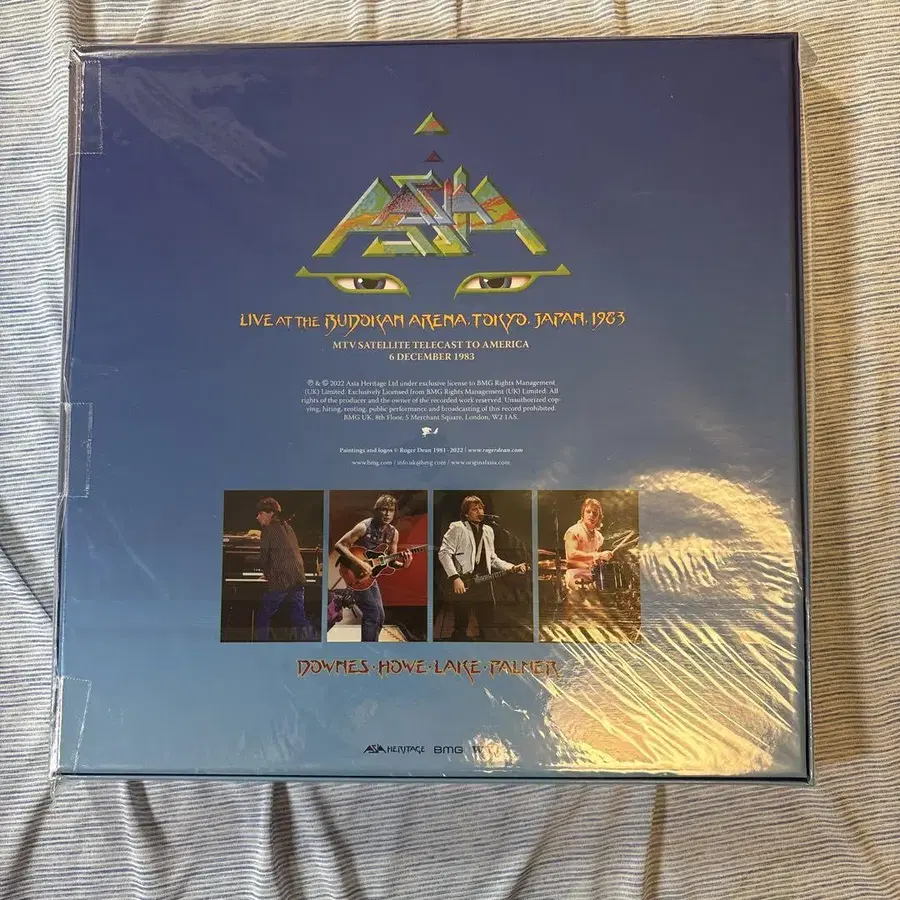 ASIA
LIVE AT THE BUDOKAN ARENA, TOKYO, JAPAN, 1983
MTV SATELLITE TELECAST TO AMERICA
6 DECEMBER 1983
℗ & © 2022 Asia Heritage Ltd under exclusive license to BMG Rights Management
(UK) Limited. Exclusively Licensed from BMG Rights Management (UK) Limited. All
rights of the producer and the owner of the recorded work reserved. Unauthorized cop-
ying, hiring, renting, public performance and broadcasting of this record prohibited.
BMG UK, 8th Floor, 5 Merchant Square, London, W2 1AS.
Paintings and logos © Roger Dean 1981 - 2022 | www.rogerdean.com
www.bmg.com / info.uk@bmg.com / www.originalasia.com
DOWNES · HOWE · LAKE · PALMER
ASIA HERITAGE BMG